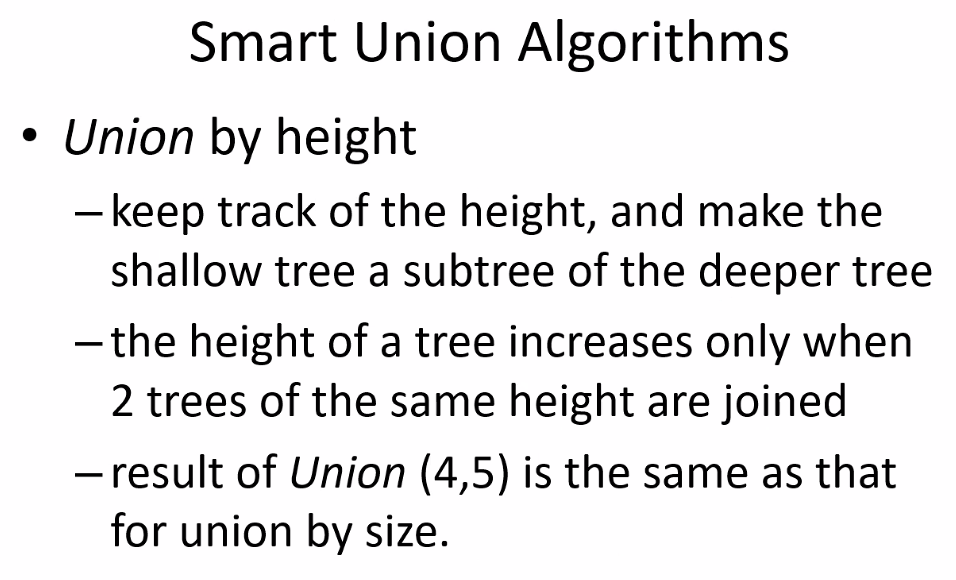 Smart Union Algorithms
• Union by height
– keep track of the height, and make the
shallow tree a subtree of the deeper tree
– the height of a tree increases only when
2 trees of the same height are joined
– result of Union (4,5) is the same as that
for union by size.